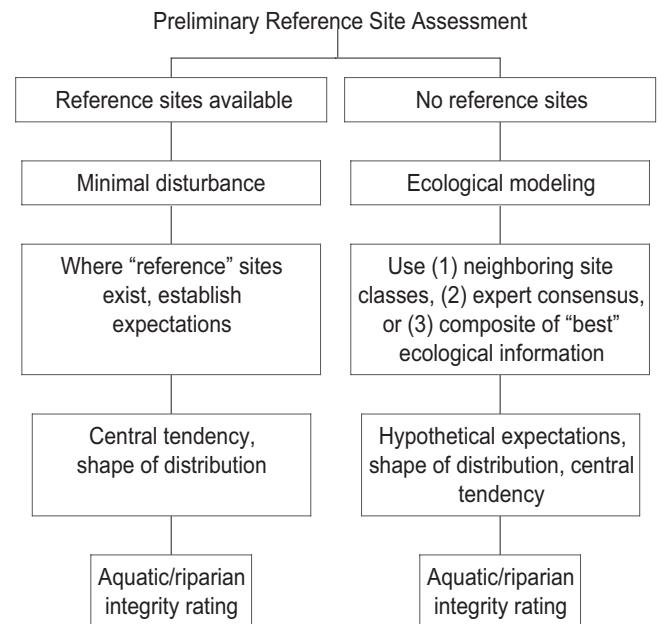 Preliminary Reference Site Assessment
Reference sites available
No reference sites
Minimal disturbance
Ecological modeling
Where “reference” sites
exist, establish
expectations
Use (1) neighboring site
classes, (2) expert consensus,
or (3) composite of “best”
ecological information
Central tendency,
shape of distribution
Hypothetical expectations,
shape of distribution, central
tendency
Aquatic/riparian
integrity rating
Aquatic/riparian
integrity rating